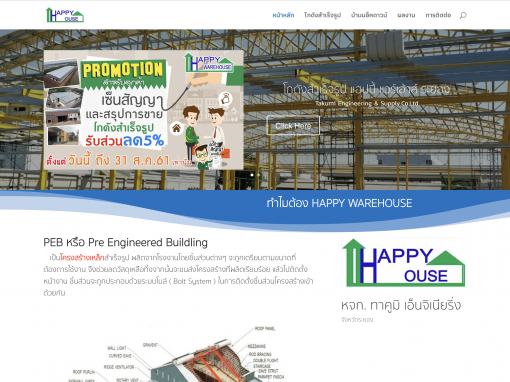 HAPPY
OUSE
หน้าหลัก
โกดังสำเร็จรูป
บ้านน็อคดาวน์
ผลงาน
การติดต่อ
PROMOTION
HAPPY
WAREHOUSE
สำหรับลูกค้า
เซ็นสัญญา
และสรุปการขาย
โกดังสำเร็จรูป
รับส่วนลด5%
ตั้งแต่ วันนี้ ถึง 31 ส.ค.61 เท่านั้น
โกดังสำเร็จรูป แฮปปี้ แวร์เฮ้าส์ ระยอง
Takumi Engineering & Supply Co.Ltd.
Click Here
ทำไมต้อง HAPPY WAREHOUSE
PEB หรือ Pre Engineered Buildling
เป็นโครงสร้างเหล็กสำเร็จรูป ผลิตจากโรงงานโดยชิ้นส่วนต่างๆ จะถูกเตรียมตามขนาดที่
ต้องการใช้งาน จึงช่วยลดวัสดุเหลือทิ้งจากนั้นจะขนส่งโครงสร้างที่ผลิตเรียบร้อย แล้วไปติดตั้ง
หน้างาน ชิ้นส่วนจะถูกประกอบด้วยระบบโบล์ ( Bolt System ) ในการติดตั้งชิ้นส่วนโครงสร้างเข้า
ด้วยกัน
HAPPY
OUSE
หจก. ทาคูมิ เอ็นจิเนียริ่ง
จังหวัดระยอง
ROOF PANEL
GRAVENT
WALL LIGHT
CURVED EAVE
MEZZANINE
ROD BRACING
DOUBLE FLIGHT
STAIRCASE
RIDGE VENTILATOR
EAVE STRUT
ROOF PURLIN
PARAPET FASCIA
ROTARY VENT